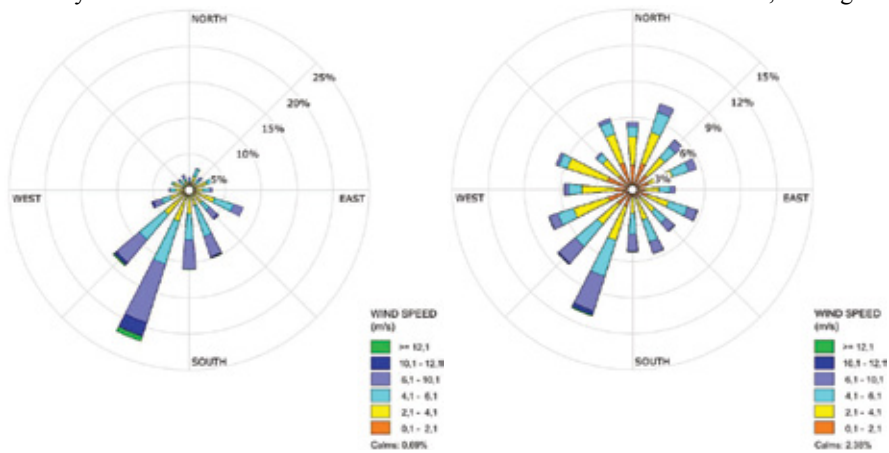 NORTH
25%
20%
15%
10%
5%
WEST
EAST
SOUTH
WIND SPEED
(m/s)
>= 12,1
10,1 - 12,1
6,1 - 10,1
4,1 - 6,1
2,1 - 4,1
0,1 - 2,1
Calms: 0,69%
NORTH
15%
12%
9%
6%
3%
WEST
EAST
SOUTH
WIND SPEED
(m/s)
>= 12,1
10,1 - 12,1
6,1 - 10,1
4,1 - 6,1
2,1 - 4,1
0,1 - 2,1